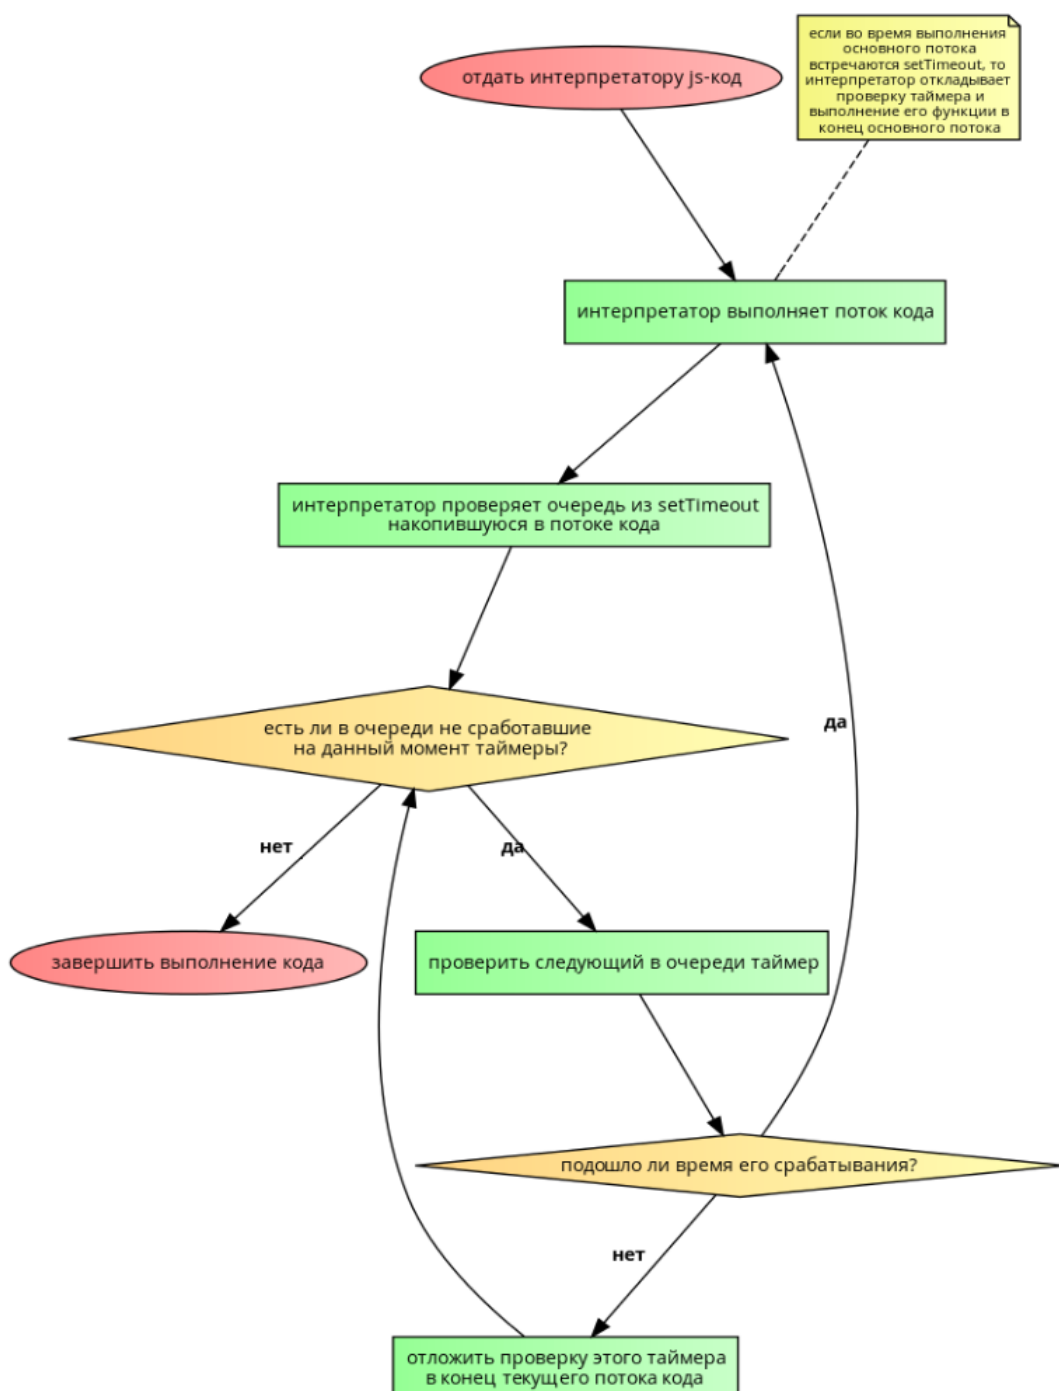 отдать интерпретатору js-код
если во время выполнения
основного потока
встречаются setTimeout, то
интерпретатор откладывает
проверку таймера и
выполнение его функции в
конец основного потока
интерпретатор выполняет поток кода
интерпретатор проверяет очередь из setTimeout
накопившуюся в потоке кода
есть ли в очереди не сработавшие
на данный момент таймеры?
да
нет
да
завершить выполнение кода
проверить следующий в очереди таймер
подошло ли время его срабатывания?
нет
отложить проверку этого таймера
в конец текущего потока кода